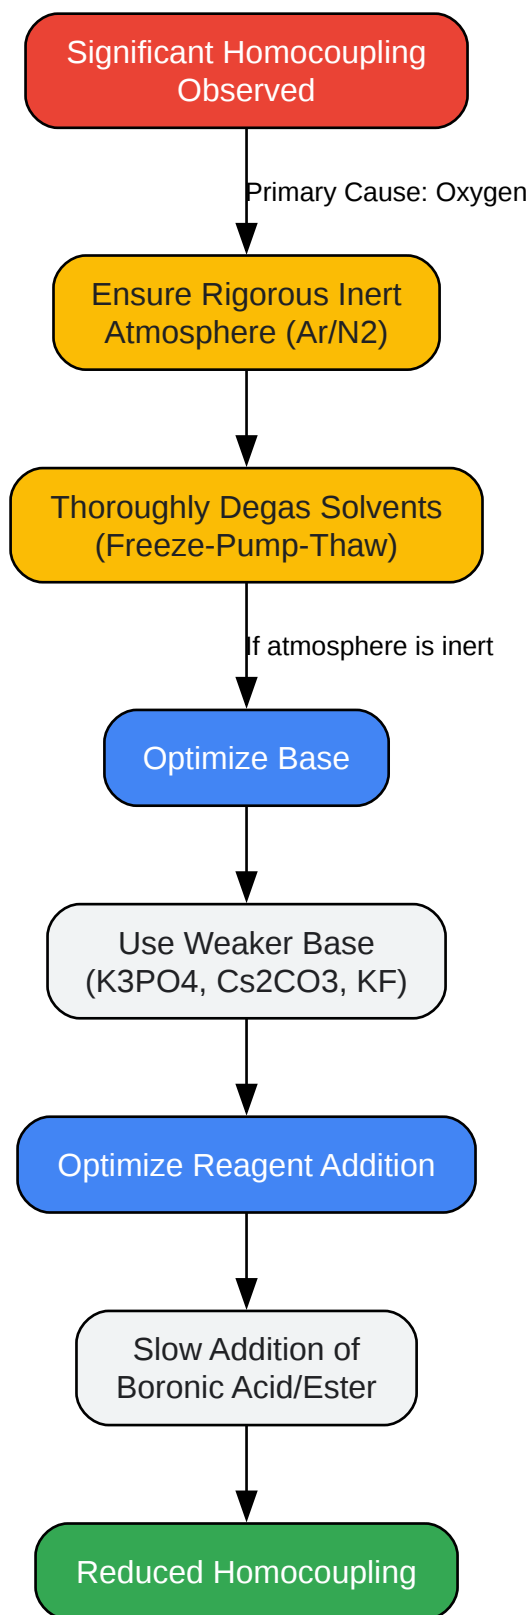 Significant Homocoupling
Observed
Primary Cause: Oxygen
Ensure Rigorous Inert
Atmosphere (Ar/N2)
Thoroughly Degas Solvents
(Freeze-Pump-Thaw)
If atmosphere is inert
Optimize Base
Use Weaker Base
(K3PO4, Cs2CO3, KF)
Optimize Reagent Addition
Slow Addition of
Boronic Acid/Ester
Reduced Homocoupling